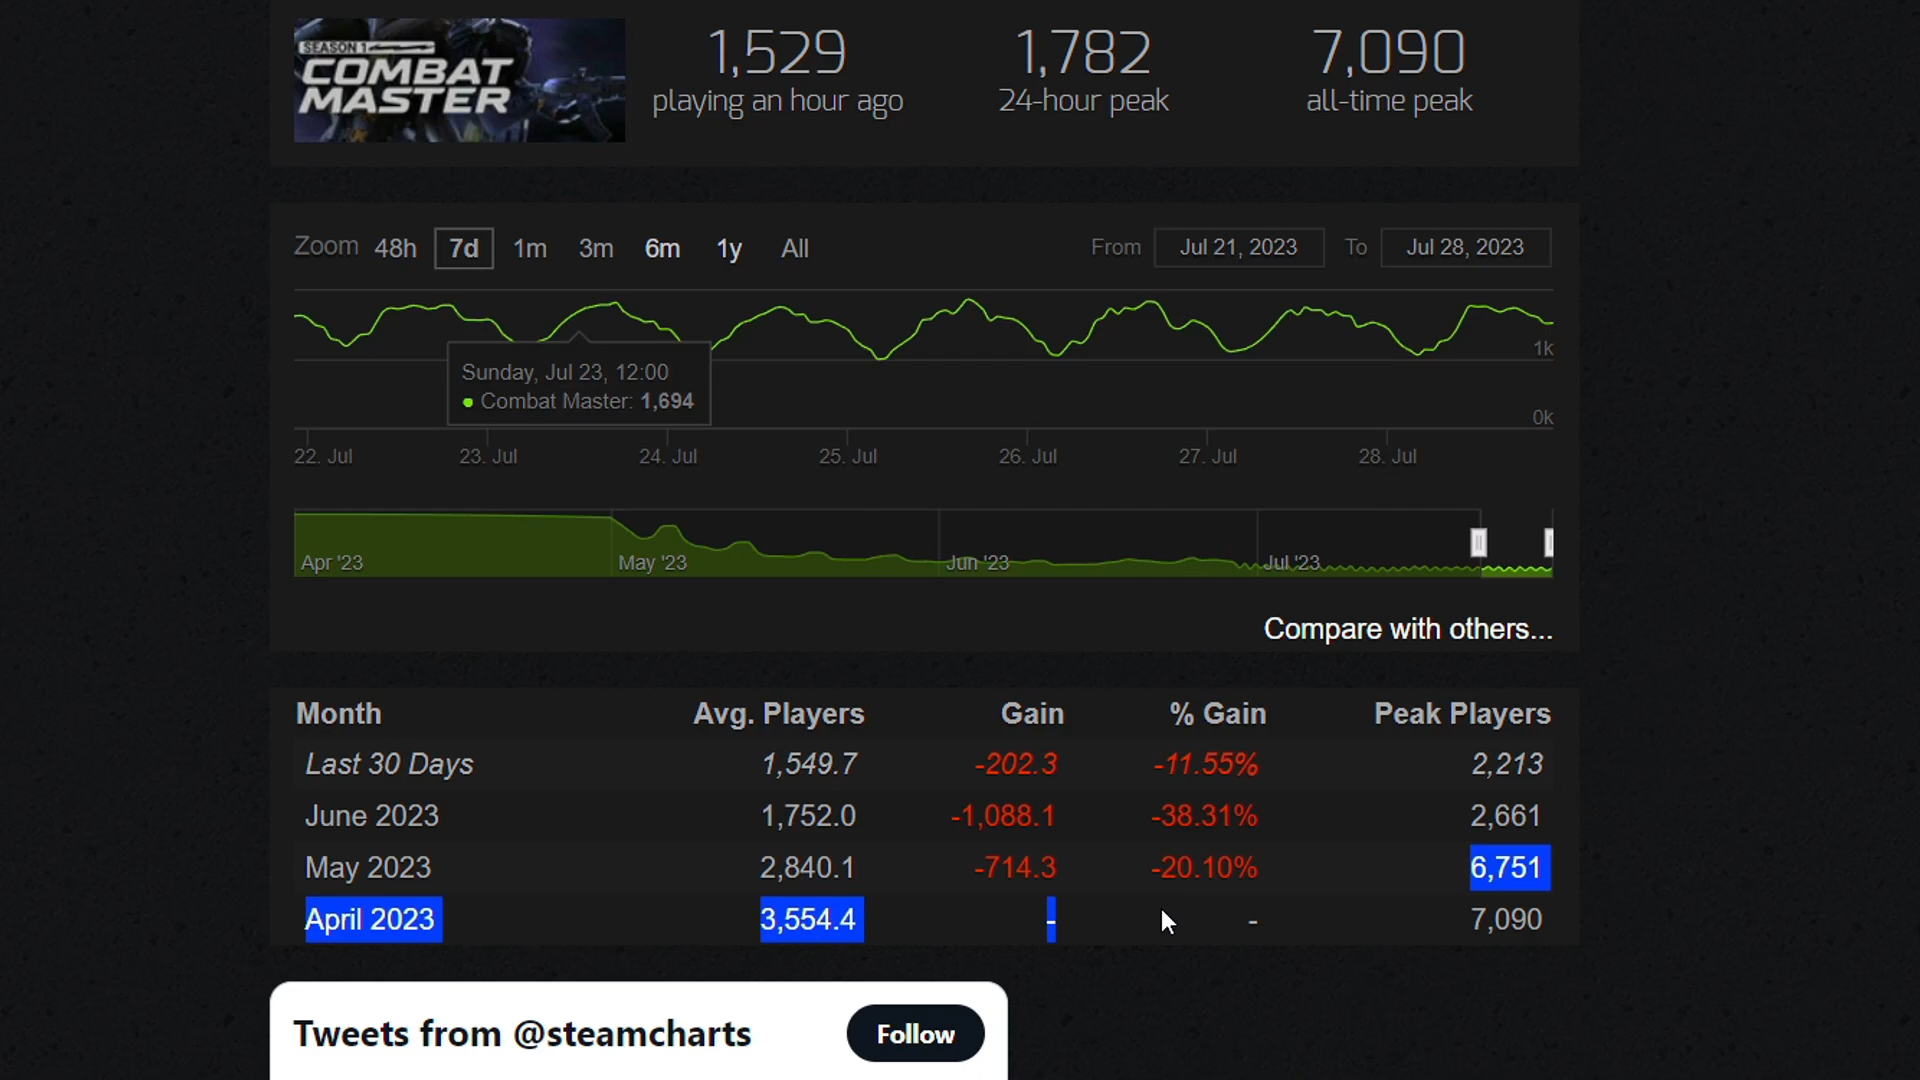 SEASON 1
COMBAT
MASTER
1,529
playing an hour ago
1,782
24-hour peak
7,090
all-time peak
Zoom 48h 7d 1m 3m 6m 1y All
From Jul 21, 2023 To Jul 28, 2023
1k
Sunday, Jul 23, 12:00
● Combat Master: 1,694
0k
22. Jul 23. Jul 24. Jul 25. Jul 26. Jul 27. Jul 28. Jul
Apr '23 May '23 Jun '23 Jul '23
Compare with others...
Month Avg. Players Gain % Gain Peak Players
Last 30 Days 1,549.7 -202.3 -11.55% 2,213
June 2023 1,752.0 -1,088.1 -38.31% 2,661
May 2023 2,840.1 -714.3 -20.10% 6,751
April 2023 3,554.4 - - 7,090
Tweets from @steamcharts Follow